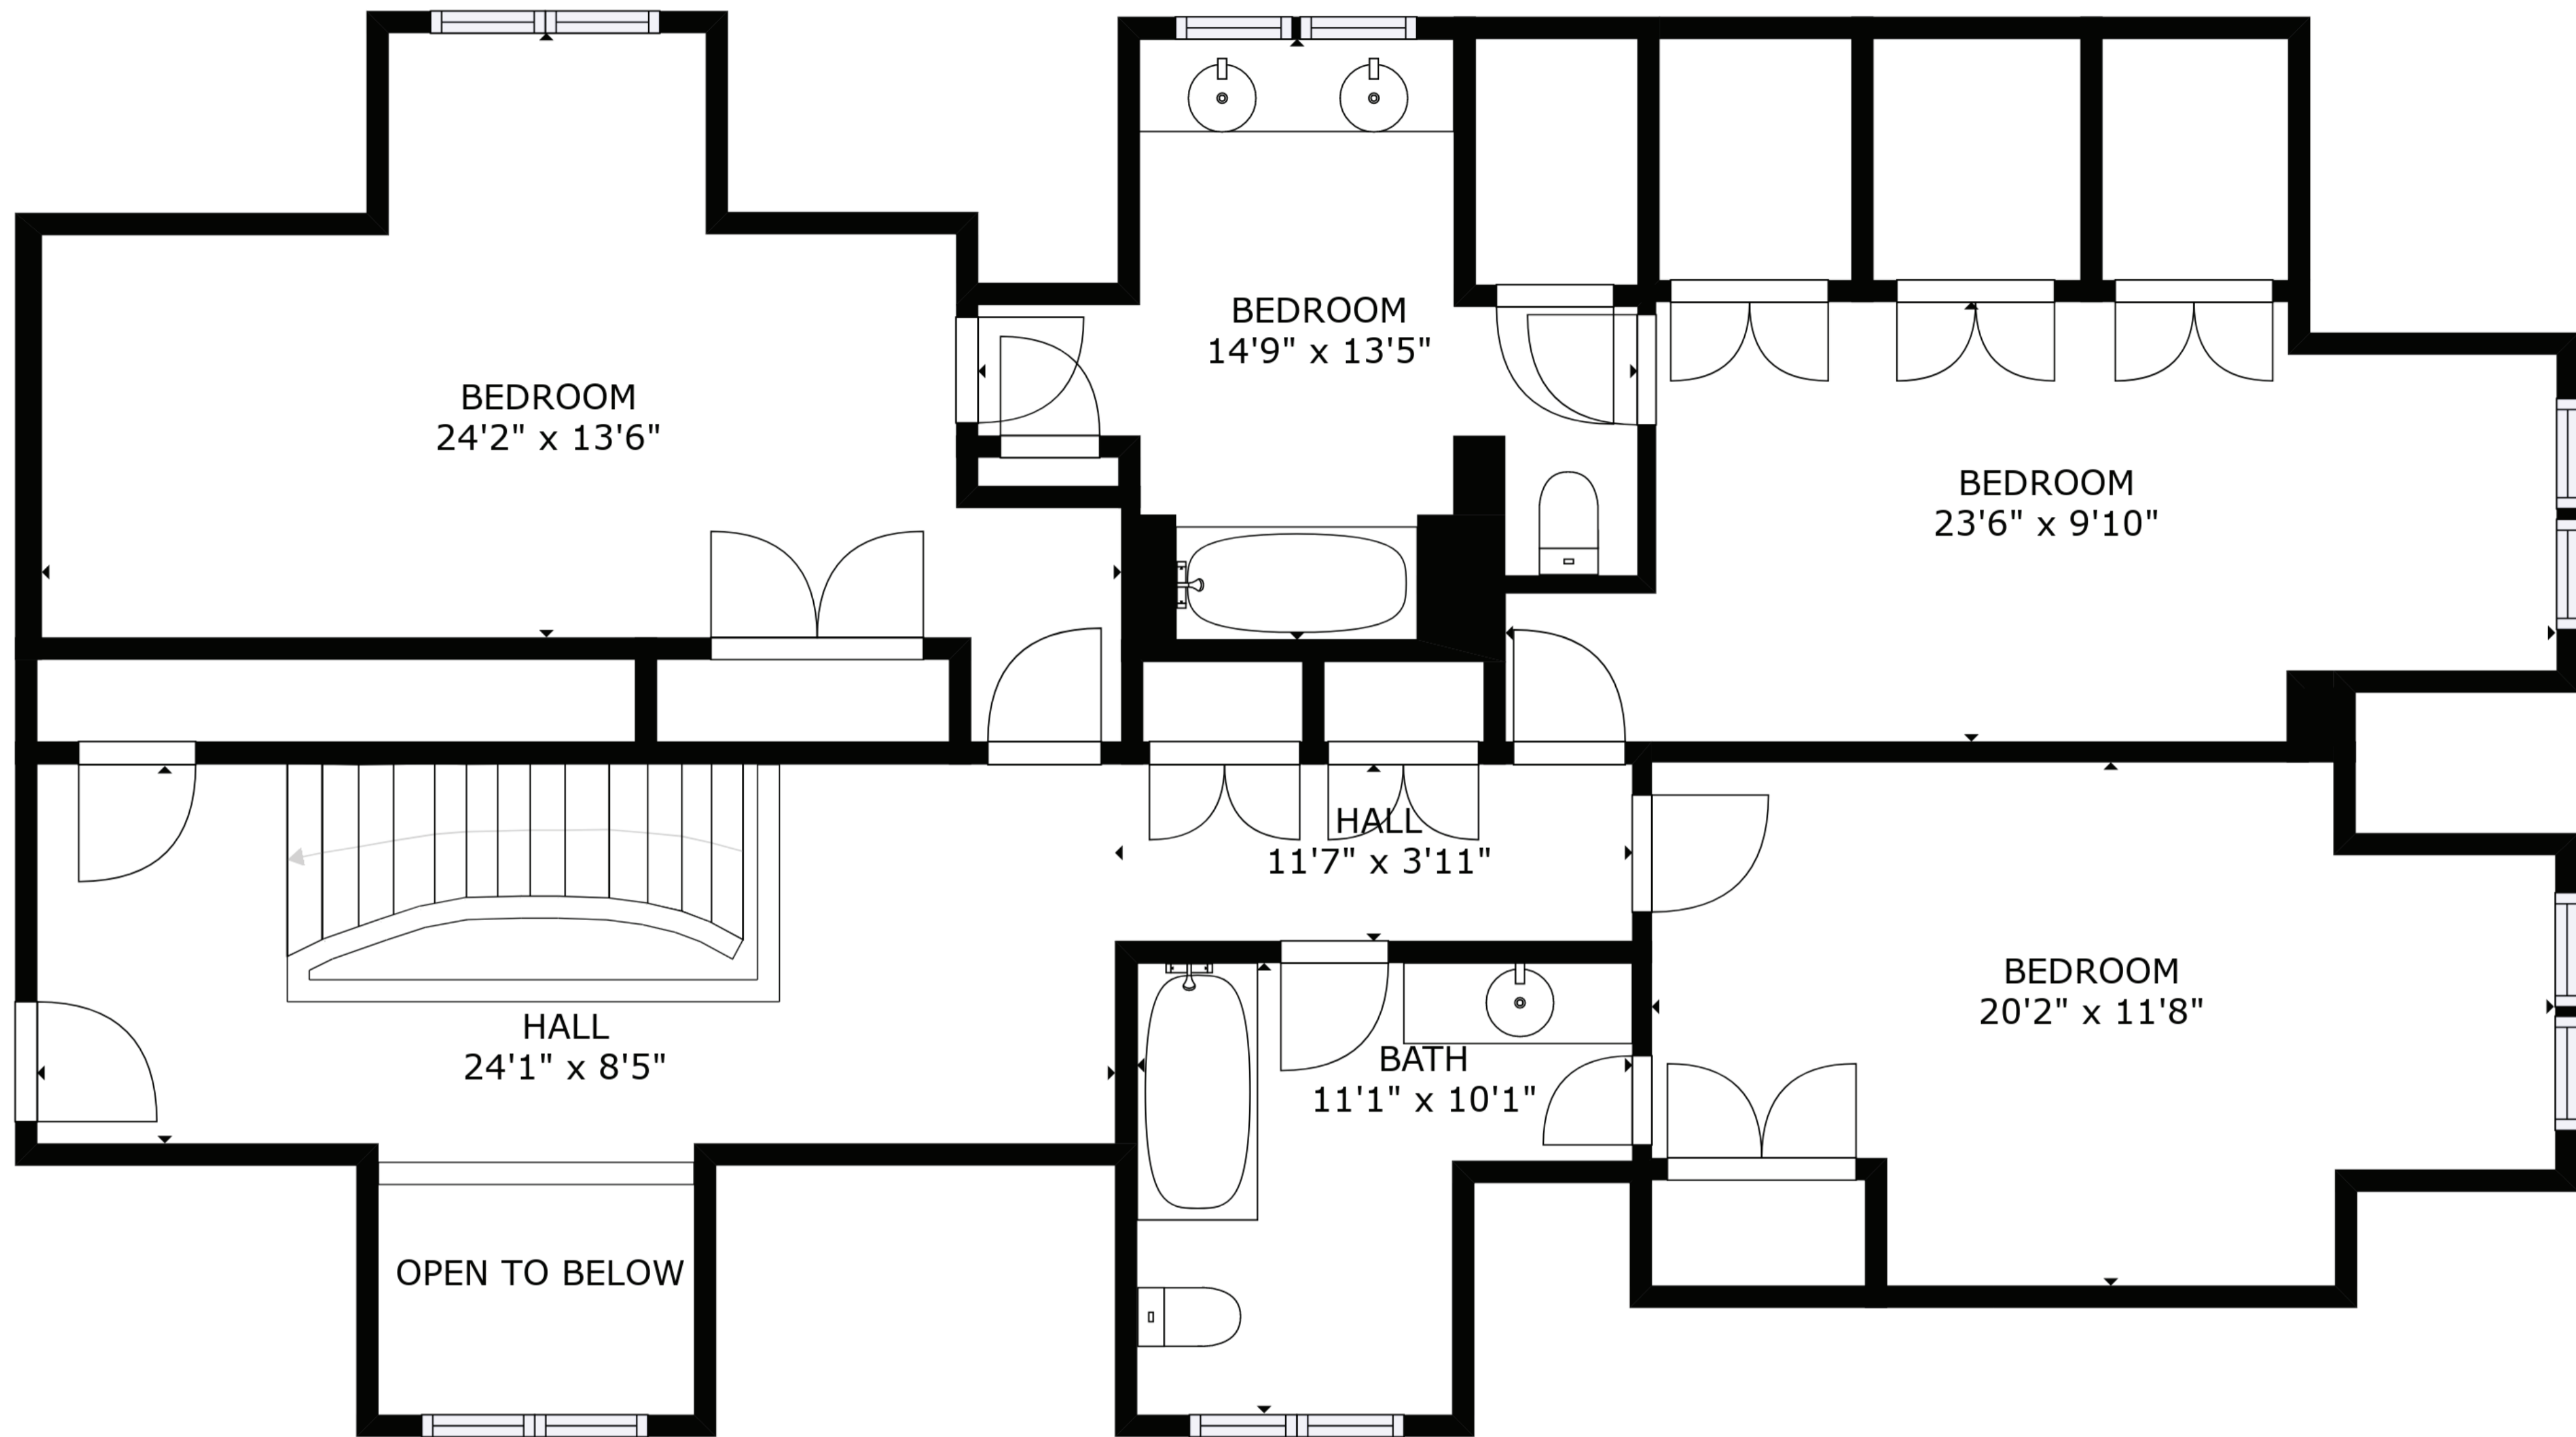 BEDROOM
14'9" x 13'5"
BEDROOM
24'2" x 13'6"
BEDROOM
23'6" x 9'10"
HALL
11'7" x 3'11"
BEDROOM
20'2" x 11'8"
HALL
24'1" x 8'5"
BATH
11'1" x 10'1"
OPEN TO BELOW